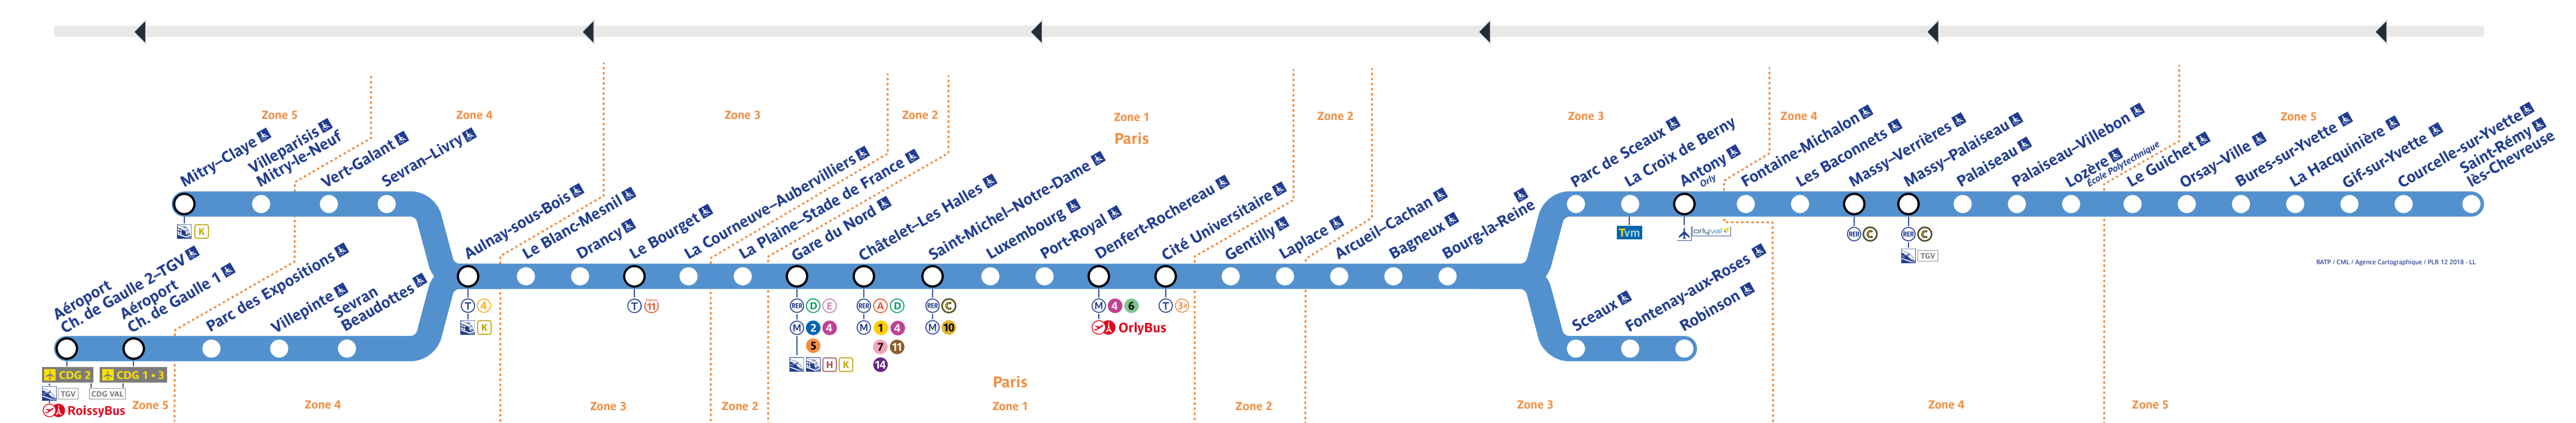 Zone 5
Zone 4
Zone 3
Zone 2
Zone 1
Paris
Zone 2
Zone 3
Zone 4
Zone 5
Mitry–Claye
Villeparisis
Mitry-le-Neuf
Vert-Galant
Sevran–Livry
K
Aéroport
Ch. de Gaulle 2–TGV
Aéroport
Ch. de Gaulle 1
Parc des Expositions
Villepinte
Sevran
Beaudottes
CDG 2
CDG 1 • 3
TGV
CDG VAL
RoissyBus
Aulnay-sous-Bois
T 4
K
Le Blanc-Mesnil
Drancy
Le Bourget
T Express 11
La Courneuve–Aubervilliers
La Plaine–Stade de France
Gare du Nord
RER D E
M 2 4
5
H K
Châtelet–Les Halles
RER A D
M 1 4
7 11
14
Saint-Michel–Notre-Dame
RER C
M 10
Luxembourg
Port-Royal
Denfert-Rochereau
M 4 6
OrlyBus
Cité Universitaire
T 3a
Gentilly
Laplace
Arcueil–Cachan
Bagneux
Bourg-la-Reine
Parc de Sceaux
La Croix de Berny
Tvm
Antony
Orly
orlyval
Fontaine-Michalon
Les Baconnets
Massy–Verrières
RER C
Massy–Palaiseau
RER C
TGV
Palaiseau
Palaiseau–Villebon
Lozère
École Polytechnique
Le Guichet
Orsay–Ville
Bures-sur-Yvette
La Hacquinière
Gif-sur-Yvette
Courcelle-sur-Yvette
Saint-Rémy
lès-Chevreuse
Sceaux
Fontenay-aux-Roses
Robinson
RATP / CML / Agence Cartographique / PLR 12 2018 - LL
Zone 5
Zone 4
Zone 3
Zone 2
Paris
Zone 1
Zone 2
Zone 3
Zone 4
Zone 5